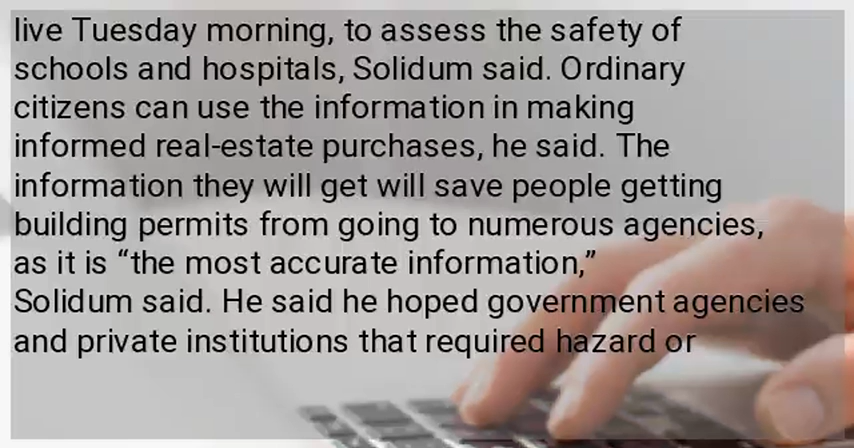 live Tuesday morning, to assess the safety of
schools and hospitals, Solidum said. Ordinary
citizens can use the information in making
informed real-estate purchases, he said. The
information they will get will save people getting
building permits from going to numerous agencies,
as it is “the most accurate information,”
Solidum said. He said he hoped government agencies
and private institutions that required hazard or